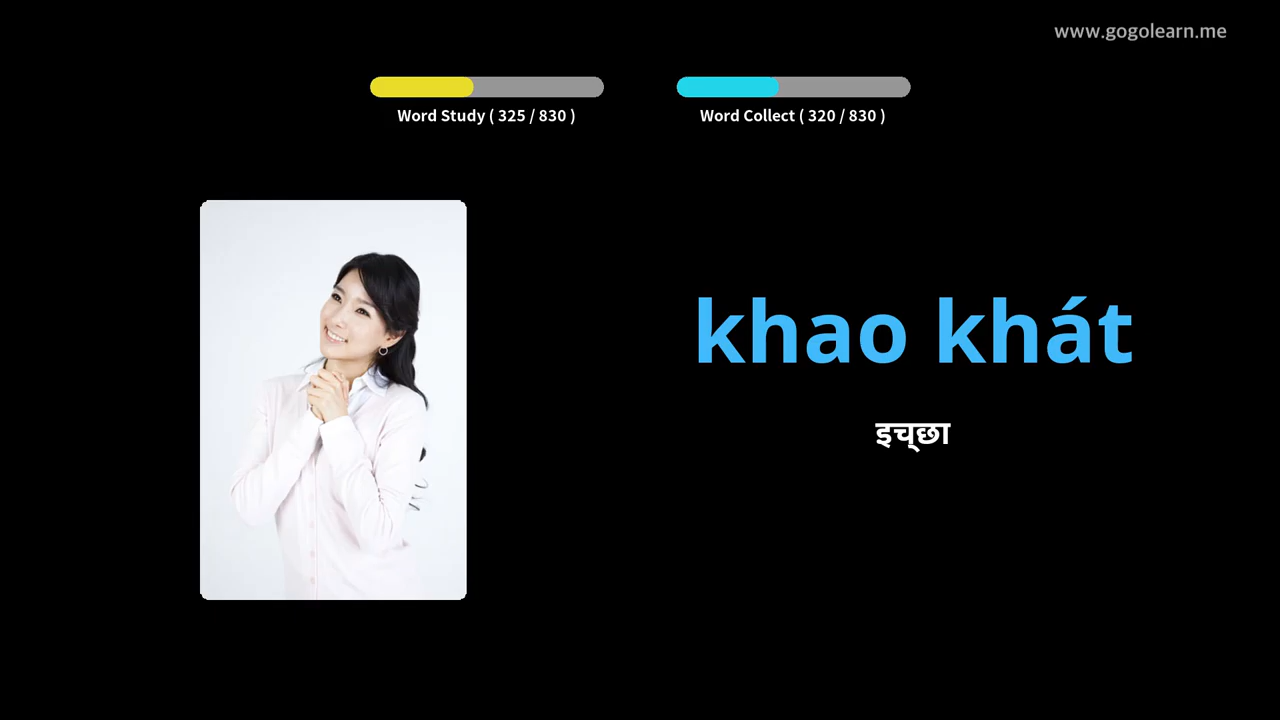 www.gogolearn.me
Word Study ( 325 / 830 )
Word Collect ( 320 / 830 )
khao khát
इच्छा